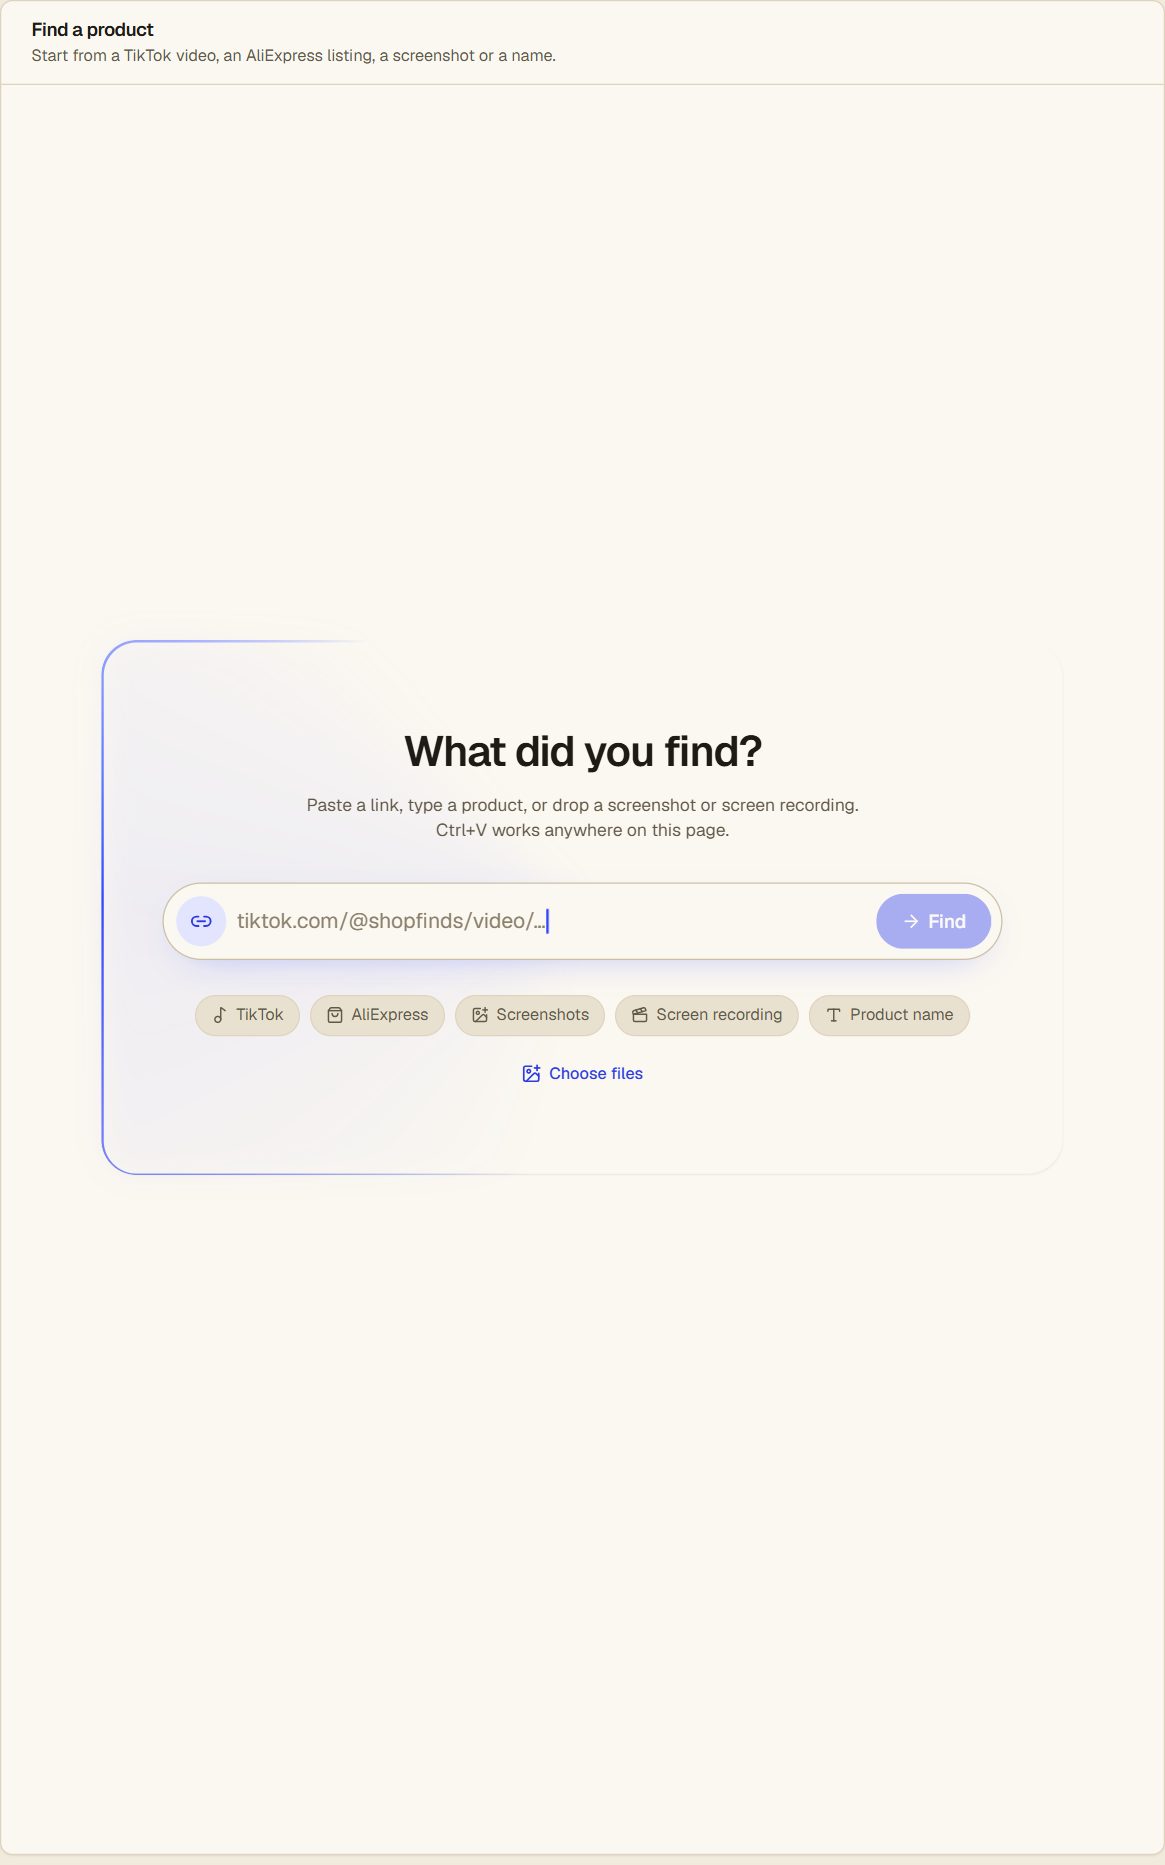 Find a product
Start from a TikTok video, an AliExpress listing, a screenshot or a name.
What did you find?
Paste a link, type a product, or drop a screenshot or screen recording.
Ctrl+V works anywhere on this page.
tiktok.com/@shopfinds/video/...
Find
TikTok
AliExpress
Screenshots
Screen recording
Product name
Choose files